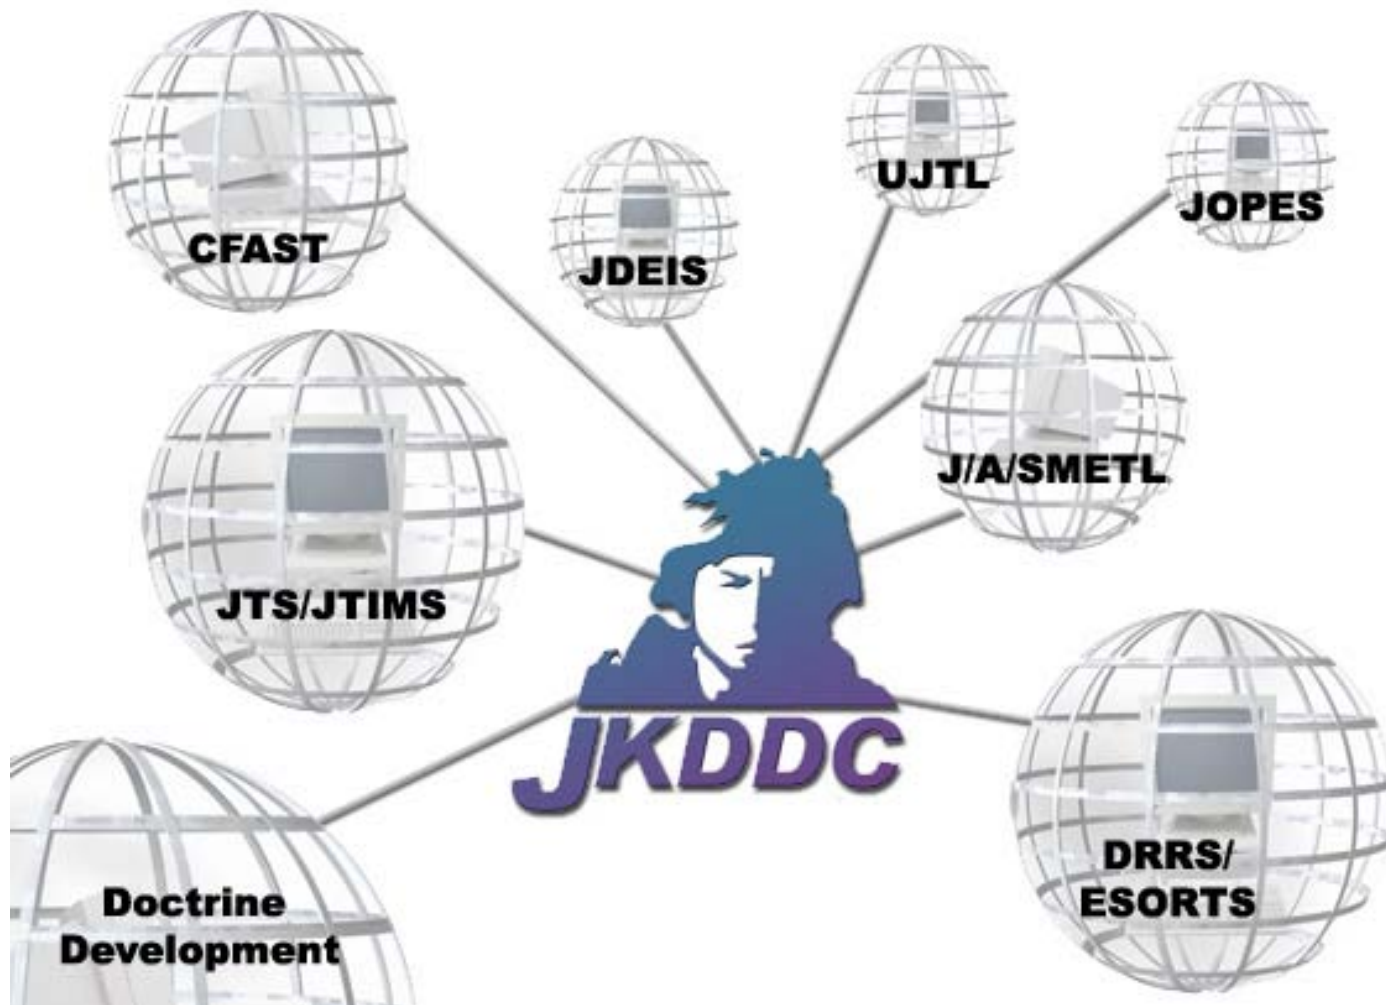 CFAST
JDEIS
UJTL
JOPES
JTS/JTIMS
J/A/SMETL
JKDDC
Doctrine
Development
DRRS/
ESORTS